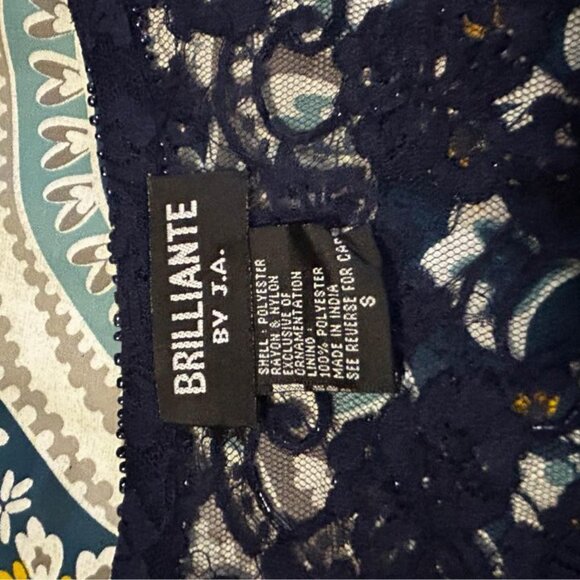 BRILLIANTE
BY J.A.
SHELL: POLYESTER
RAYON & NYLON
EXCLUSIVE OF
ORNAMENTATION
LINING:
100% POLYESTER
MADE IN INDIA
SEE REVERSE FOR CARE
S